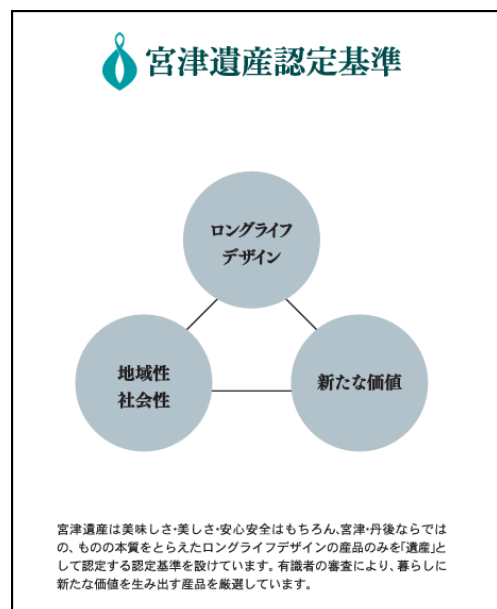 宮津遺産認定基準
ロングライフ
デザイン
地域性
社会性
新たな価値
宮津遺産は美味しさ・美しさ・安心安全はもちろん、宮津・丹後ならでは
の、ものの本質をとらえたロングライフデザインの産品のみを「遺産」と
して認定する認定基準を設けています。有識者の審査により、暮らしに
新たな価値を生み出す産品を厳選しています。